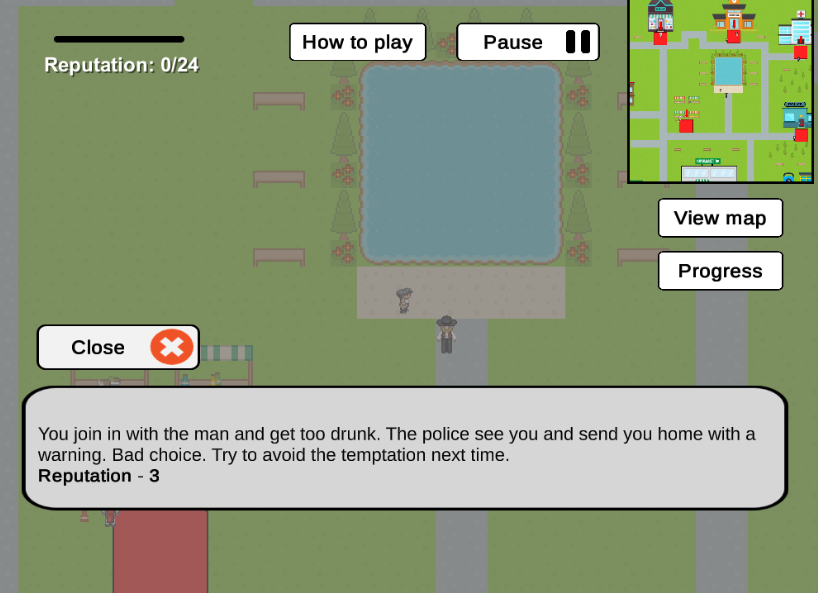 How to play
Pause
Reputation: 0/24
View map
Progress
Close
You join in with the man and get too drunk. The police see you and send you home with a
warning. Bad choice. Try to avoid the temptation next time.
Reputation - 3